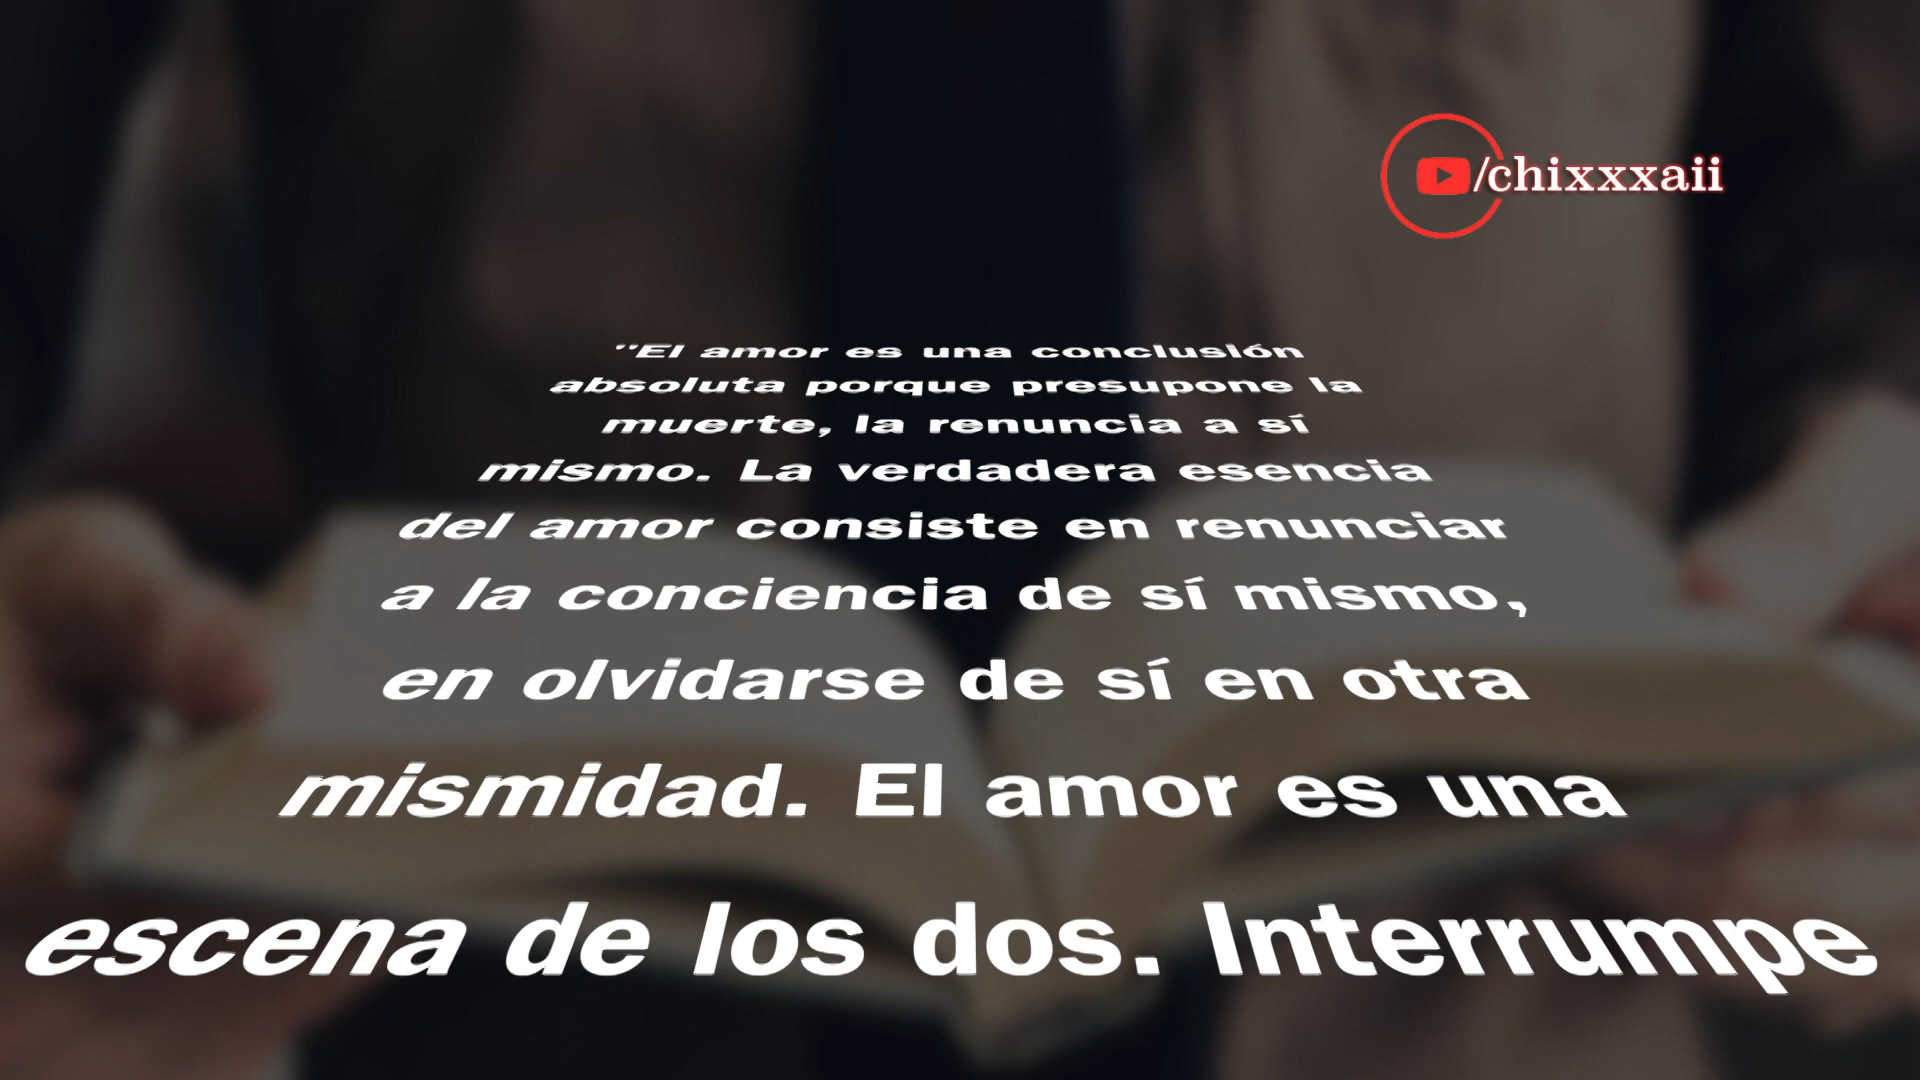 /chixxxaii
"El amor es una conclusión
absoluta porque presupone la
muerte, la renuncia a sí
mismo. La verdadera esencia
del amor consiste en renunciar
a la conciencia de sí mismo,
en olvidarse de sí en otra
mismidad. El amor es una
escena de los dos. Interrumpe